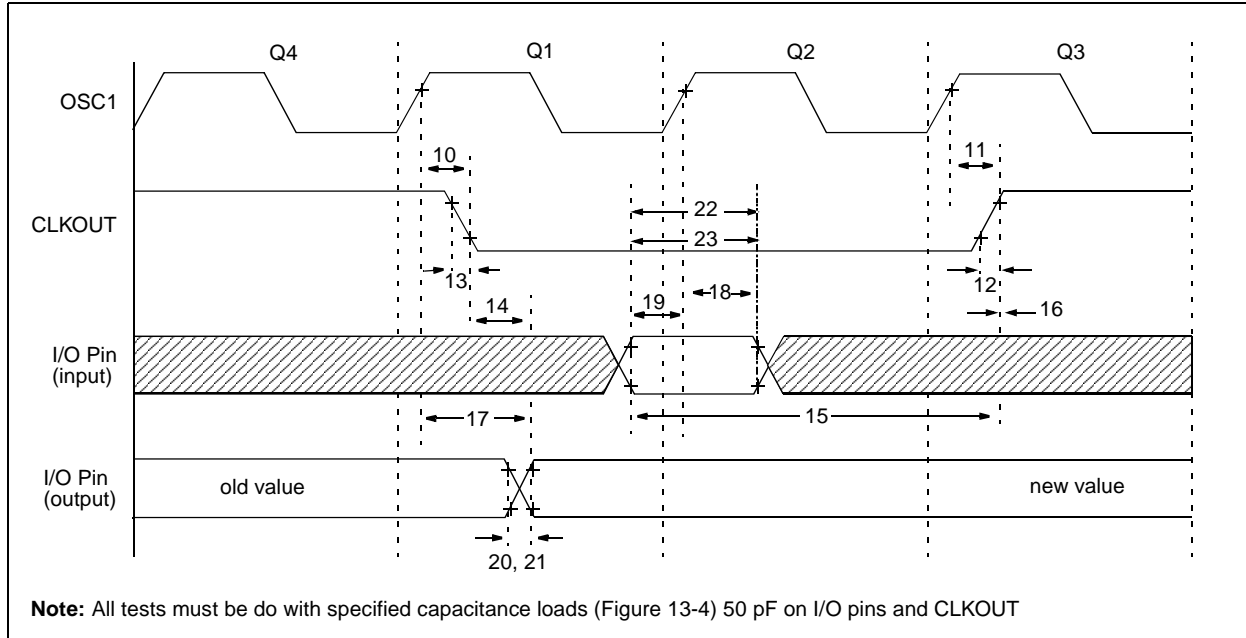 Q4 Q1 Q2 Q3
OSC1
10 11
22
CLKOUT
23
13 12
18
19
14 16
I/O Pin
(input)
17 15
I/O Pin
(output)
old value new value
20, 21
Note: All tests must be do with specified capacitance loads (Figure 13-4) 50 pF on I/O pins and CLKOUT